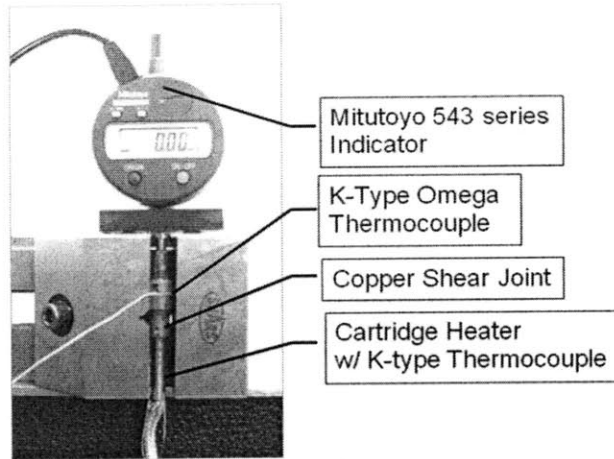 0.00
Mitutoyo 543 series
Indicator
K-Type Omega
Thermocouple
Copper Shear Joint
Cartridge Heater
w/ K-type Thermocouple